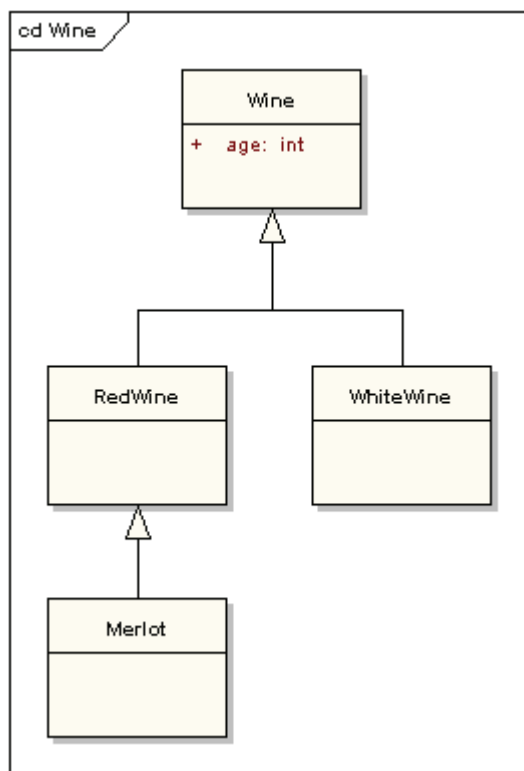 cd Wine
Wine
+ age: int
RedWine
WhiteWine
Merlot